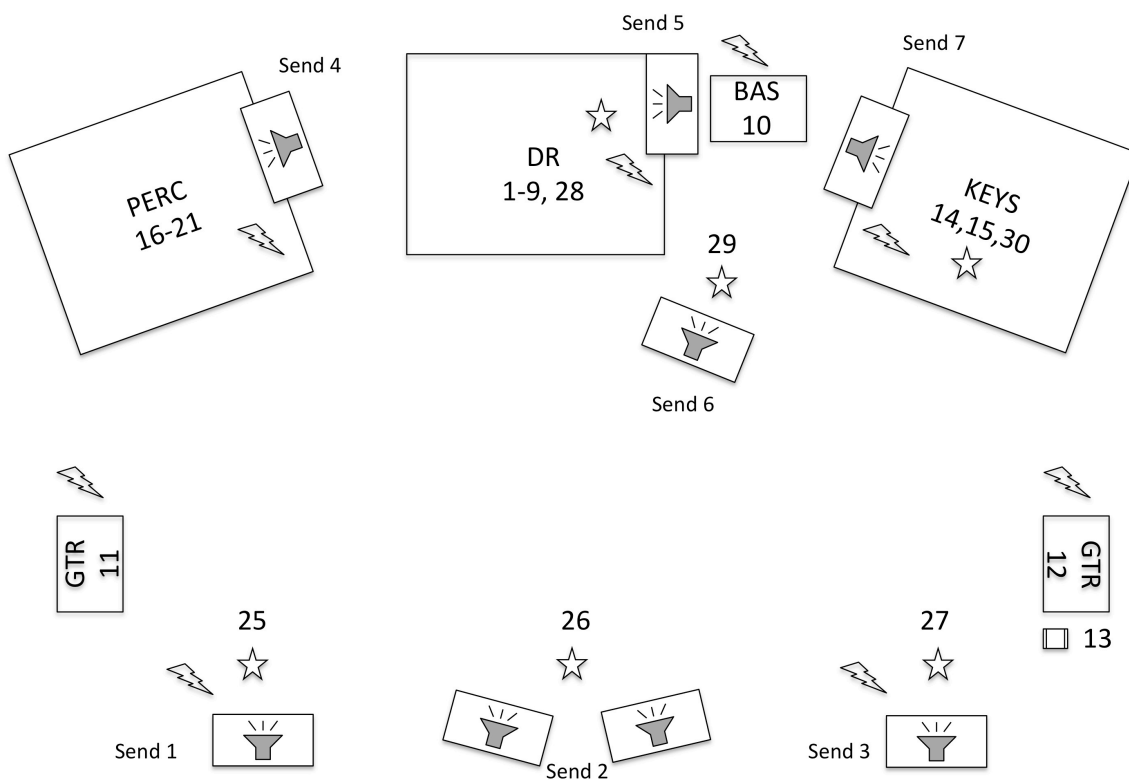 Send 5
Send 7
Send 4
BAS
10
DR
1-9, 28
PERC
16-21
KEYS
14,15,30
29
Send 6
GTR
11
GTR
12
25
26
27
13
Send 1
Send 2
Send 3